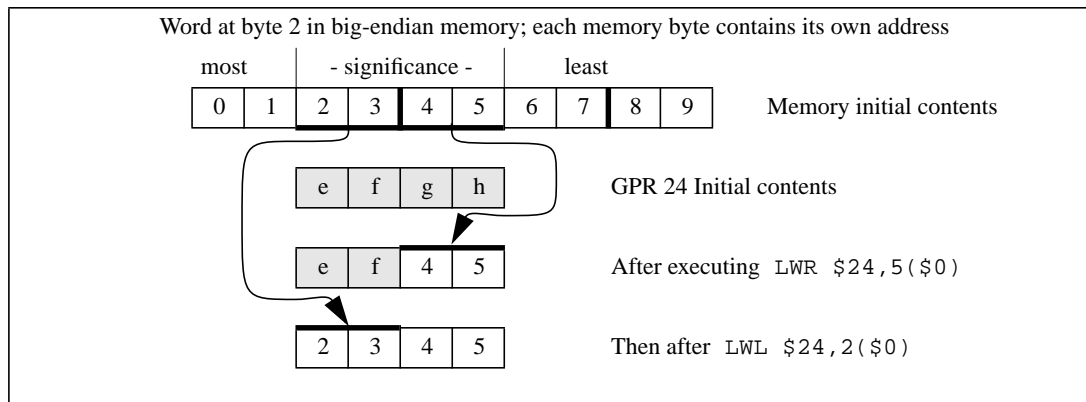 Word at byte 2 in big-endian memory; each memory byte contains its own address
most - significance - least
0 1 2 3 4 5 6 7 8 9 Memory initial contents
e f g h GPR 24 Initial contents
e f 4 5 After executing LWR $24,5($0)
2 3 4 5 Then after LWL $24,2($0)